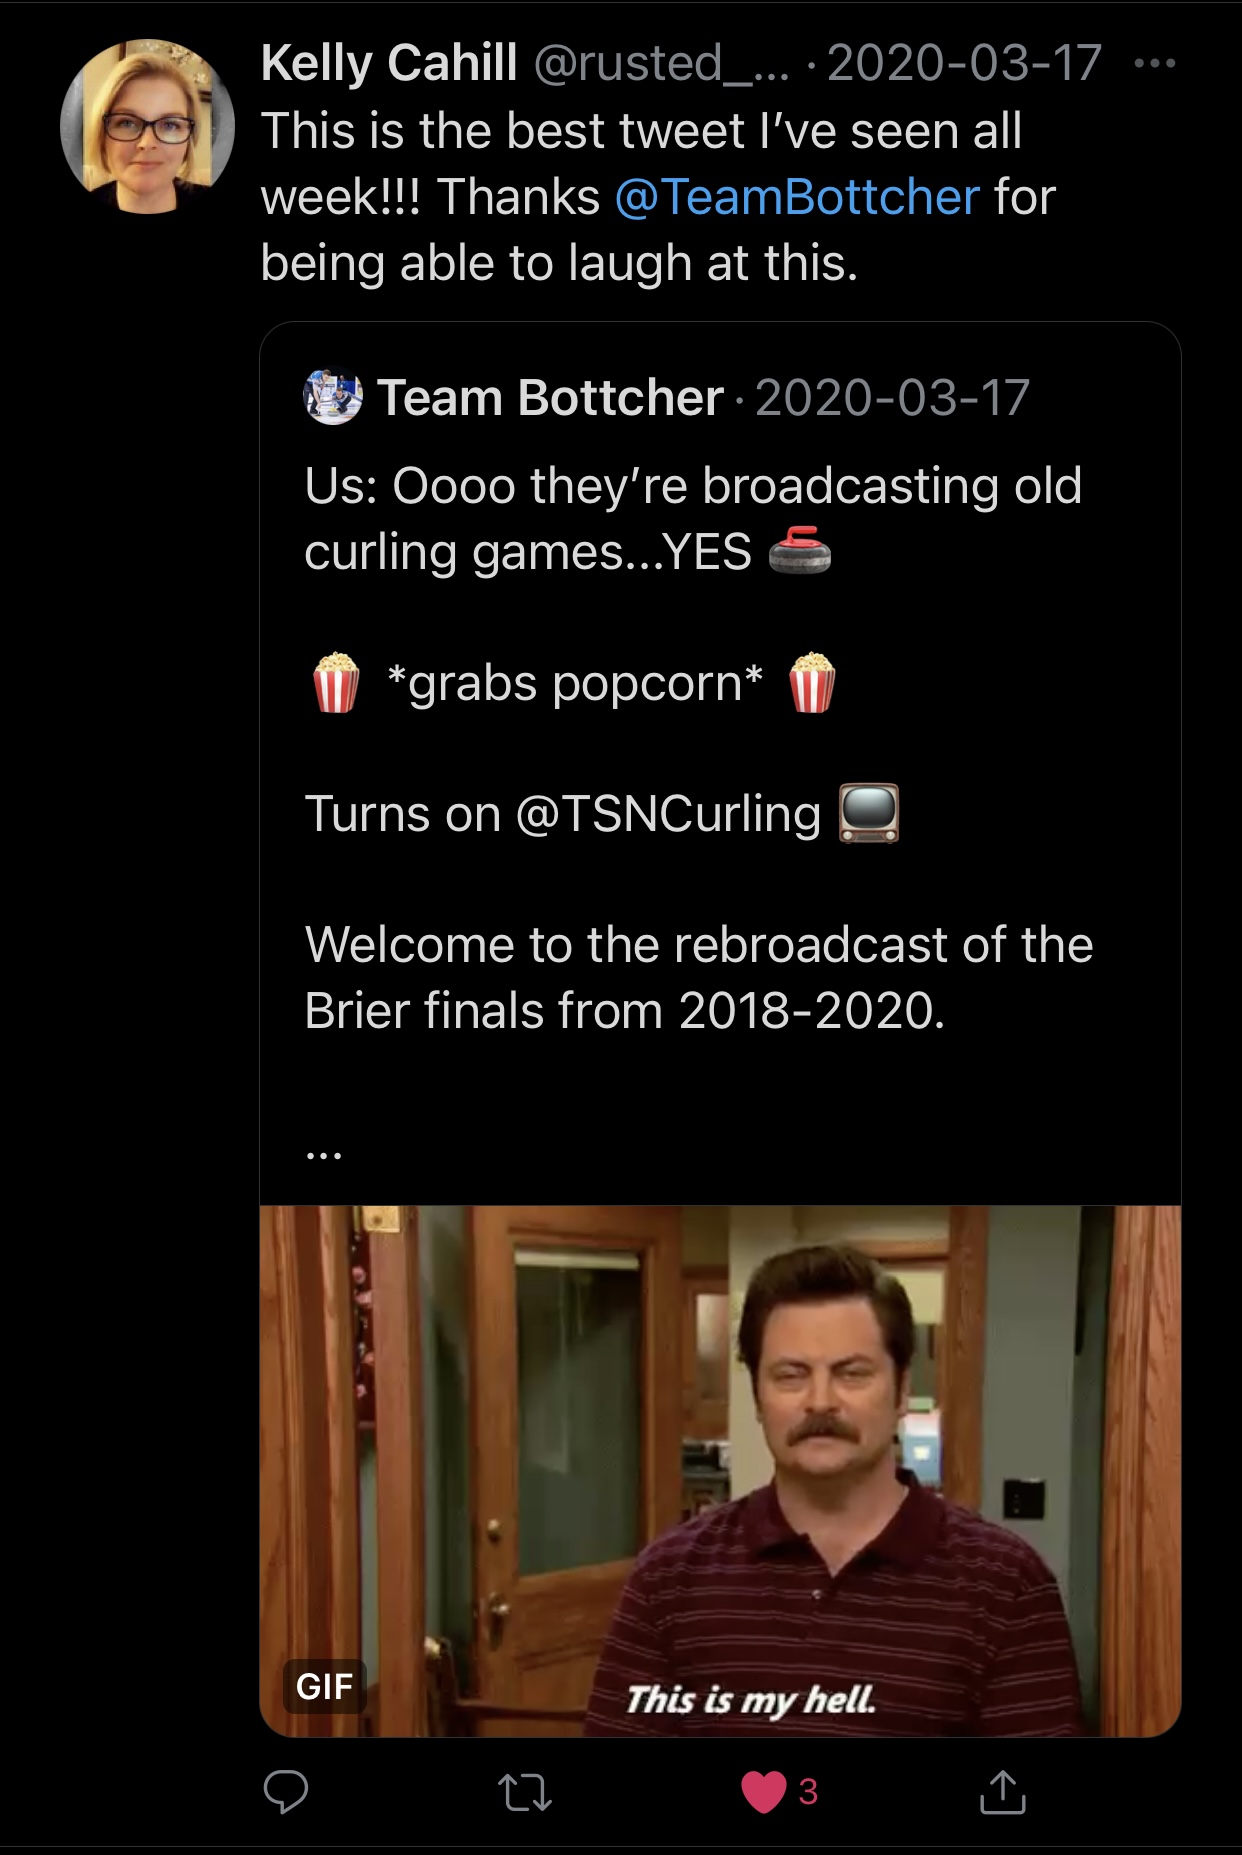 Kelly Cahill @rusted_... · 2020-03-17 ...
This is the best tweet I’ve seen all
week!!! Thanks @TeamBottcher for
being able to laugh at this.
Team Bottcher · 2020-03-17
Us: Oooo they’re broadcasting old
curling games...YES 🥌
🍿 *grabs popcorn* 🍿
Turns on @TSNCurling 📺
Welcome to the rebroadcast of the
Brier finals from 2018-2020.
...
GIF
This is my hell.
3